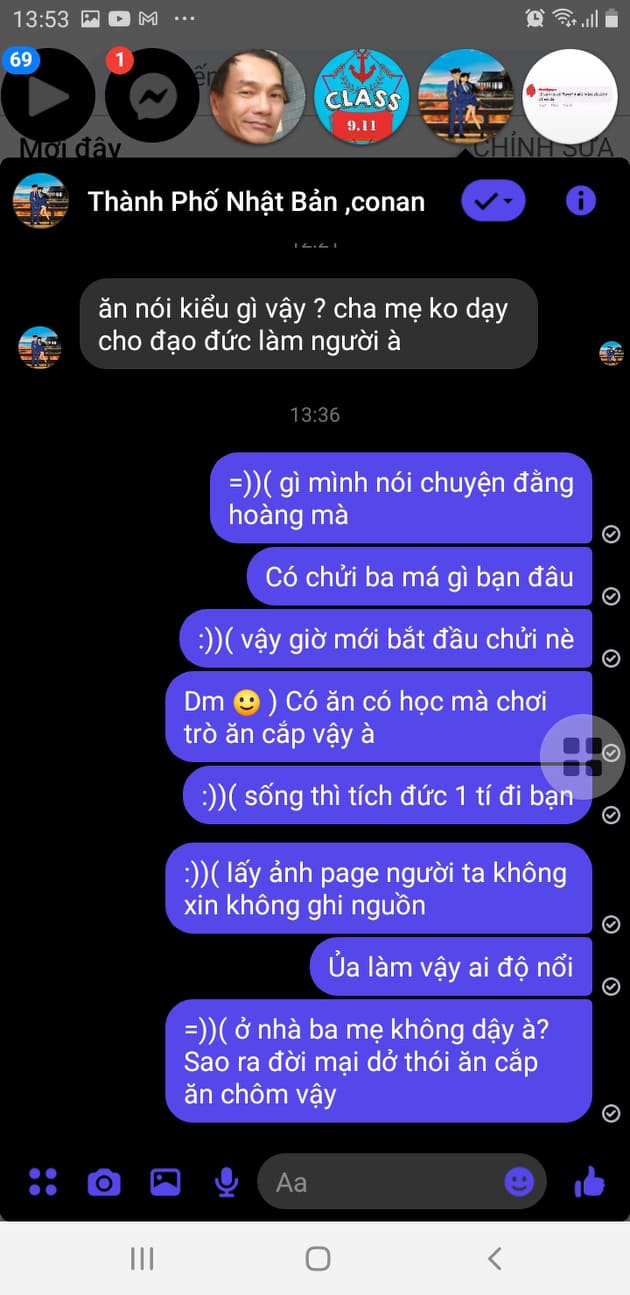 13:53
69
1
CLASS
9.11
Mới đây
CHỈNH SỬA
Thành Phố Nhật Bản ,conan
ăn nói kiểu gì vậy ? cha mẹ ko dạy
cho đạo đức làm người à
13:36
=))( gì mình nói chuyện đằng
hoàng mà
Có chửi ba má gì bạn đâu
:))( vậy giờ mới bắt đầu chửi nè
Dm 🙂 ) Có ăn có học mà chơi
trò ăn cắp vậy à
:))( sống thì tích đức 1 tí đi bạn
:))( lấy ảnh page người ta không
xin không ghi nguồn
Ủa làm vậy ai độ nổi
=))( ở nhà ba mẹ không dậy à?
Sao ra đời mại dở thói ăn cắp
ăn chôm vậy
Aa